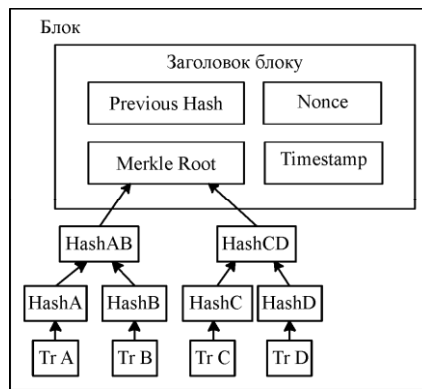 Блок
Заголовок блоку
Previous Hash
Nonce
Merkle Root
Timestamp
HashAB
HashCD
HashA
HashB
HashC
HashD
Tr A
Tr B
Tr C
Tr D